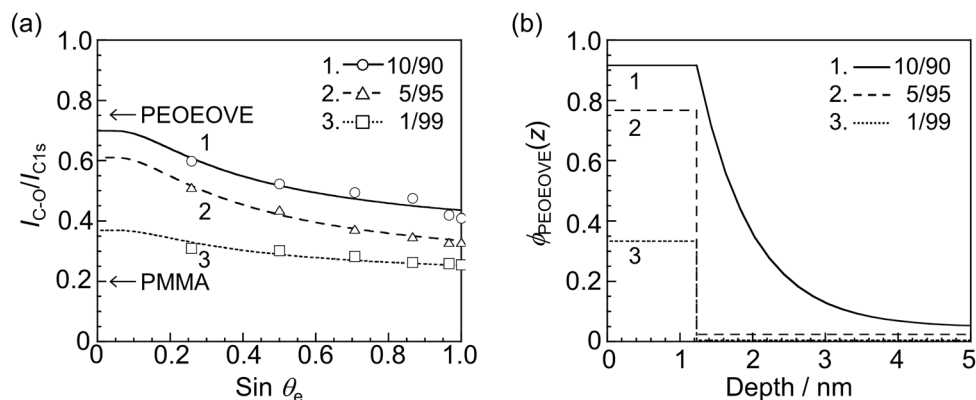 (a)
1.0
0.8
0.6
0.4
0.2
0
I_C-O/I_C1s
PEOEOVE
PMMA
1. 10/90
2. 5/95
3. 1/99
1
2
3
0 0.2 0.4 0.6 0.8 1.0
Sin θ_e
(b)
1.0
0.8
0.6
0.4
0.2
0
ϕ_PEOEOVE(z)
1. 10/90
2. 5/95
3. 1/99
1
2
3
0 1 2 3 4 5
Depth / nm